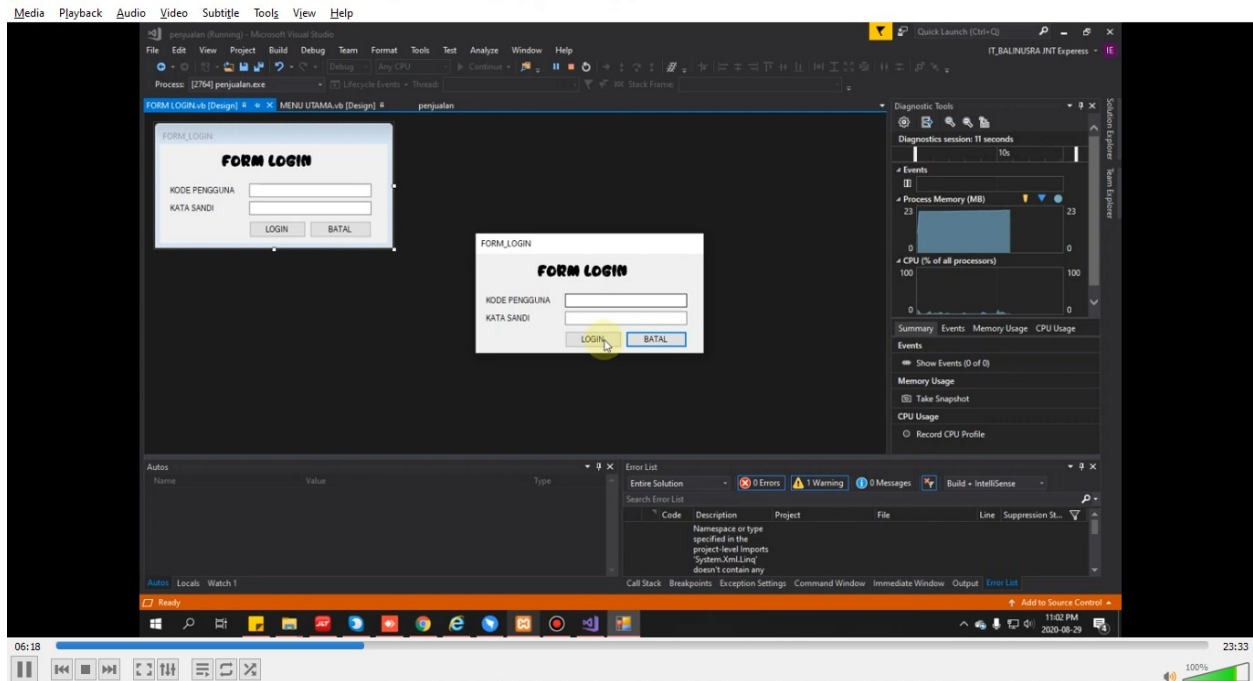 Media Playback Audio Video Subtitle Tools View Help
penjualan (Running) - Microsoft Visual Studio
Quick Launch (Ctrl+Q)
File Edit View Project Build Debug Team Format Tools Test Analyze Window Help
IT_BALINUSRA JNT Experess
IE
Debug Any CPU Continue
Process: [2764] penjualan.exe Lifecycle Events Thread: Stack Frame:
FORM LOGIN.vb [Design] MENU UTAMA.vb [Design] penjualan
FORM_LOGIN
FORM LOGIN
KODE PENGGUNA
KATA SANDI
LOGIN BATAL
FORM_LOGIN
FORM LOGIN
KODE PENGGUNA
KATA SANDI
LOGIN BATAL
Diagnostic Tools
Diagnostics session: 11 seconds
10s
Events
Process Memory (MB)
23 23
0 0
CPU (% of all processors)
100 100
0 0
Summary Events Memory Usage CPU Usage
Events
Show Events (0 of 0)
Memory Usage
Take Snapshot
CPU Usage
Record CPU Profile
Solution Explorer
Team Explorer
Autos
Name Value Type
Autos Locals Watch 1
Error List
Entire Solution 0 Errors 1 Warning 0 Messages Build + IntelliSense
Search Error List
Code Description Project File Line Suppression St...
Namespace or type
specified in the
project-level Imports
'System.Xml.Linq'
doesn't contain any
Call Stack Breakpoints Exception Settings Command Window Immediate Window Output Error List
Ready
Add to Source Control
11:02 PM
2020-08-29
4
06:18
23:33
100%